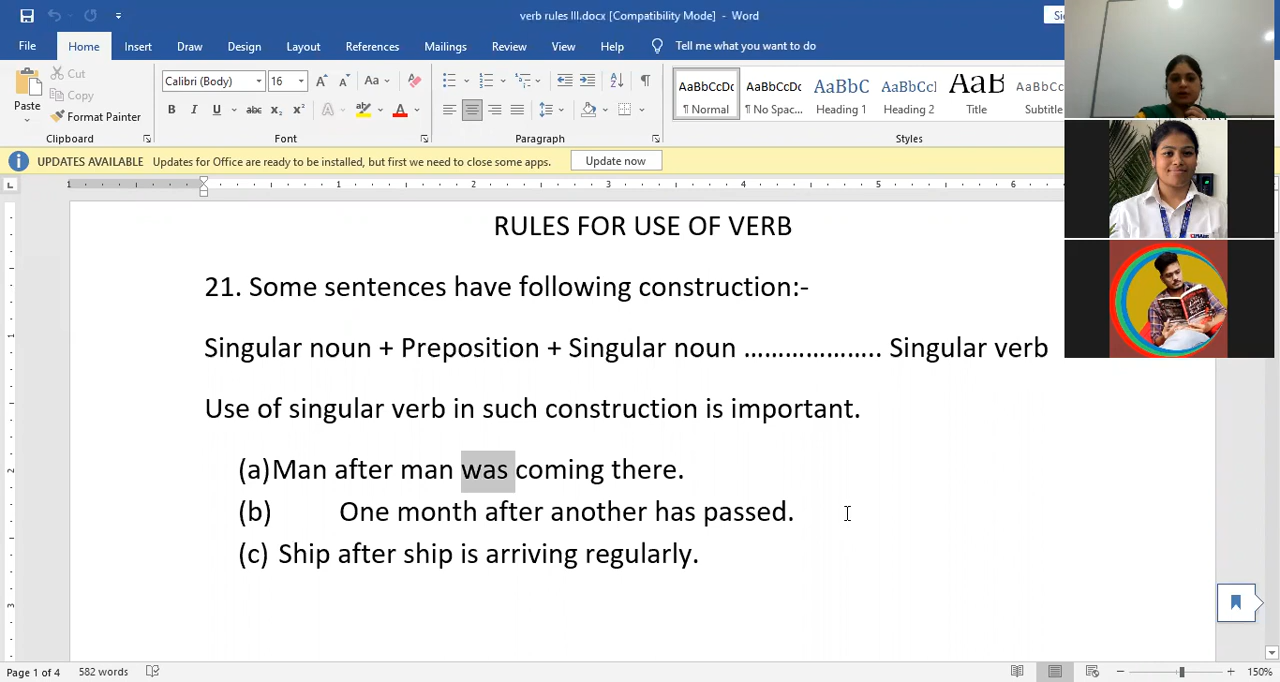 verb rules III.docx [Compatibility Mode] - Word
File Home Insert Draw Design Layout References Mailings Review View Help Tell me what you want to do
Paste
Cut
Copy
Format Painter
Clipboard
Calibri (Body) 16
Font
Paragraph
AaBbCcDc AaBbCcDc AaBbC AaBbCcI AaB
¶ Normal ¶ No Spac... Heading 1 Heading 2 Title Subtitle
Styles
UPDATES AVAILABLE Updates for Office are ready to be installed, but first we need to close some apps. Update now
RULES FOR USE OF VERB
21. Some sentences have following construction:-
Singular noun + Preposition + Singular noun ………………….. Singular verb
Use of singular verb in such construction is important.
(a)Man after man was coming there.
(b) One month after another has passed.
(c) Ship after ship is arriving regularly.
Page 1 of 4 582 words 150%